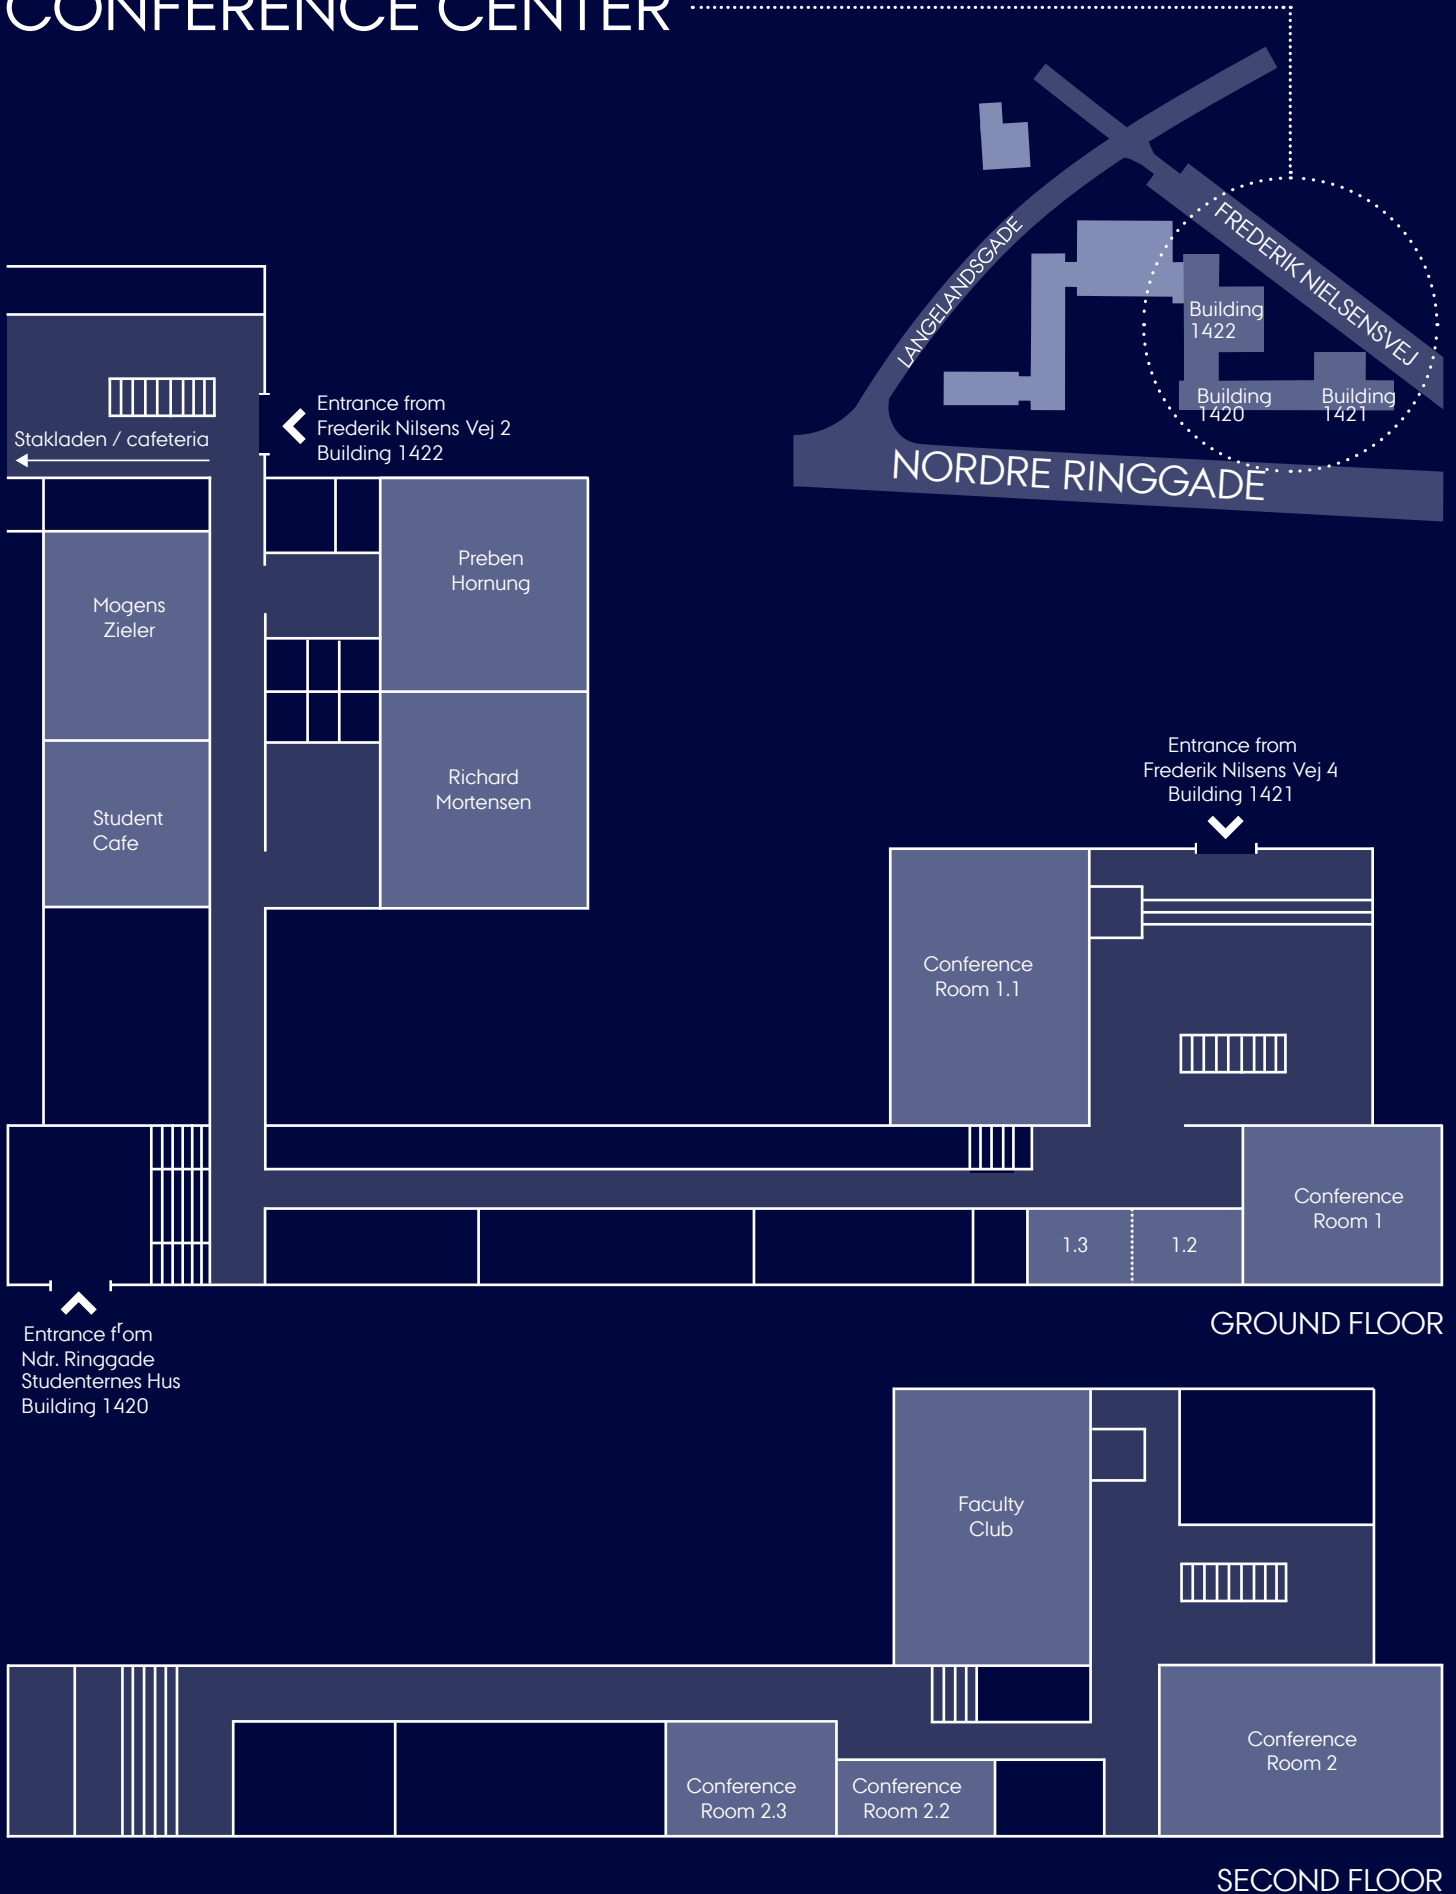 CONFERENCE CENTER
LANGELANDSGADE
FREDERIK NIELSENSVEJ
Building
1422
Building
1420
Building
1421
NORDRE RINGGADE
Entrance from
Frederik Nilsens Vej 2
Building 1422
Stakladen / cafeteria
Preben
Hornung
Mogens
Zieler
Richard
Mortensen
Student
Cafe
Entrance from
Frederik Nilsens Vej 4
Building 1421
Conference
Room 1.1
Conference
Room 1
1.3
1.2
GROUND FLOOR
Entrance from
Ndr. Ringgade
Studenternes Hus
Building 1420
Faculty
Club
Conference
Room 2
Conference
Room 2.3
Conference
Room 2.2
SECOND FLOOR